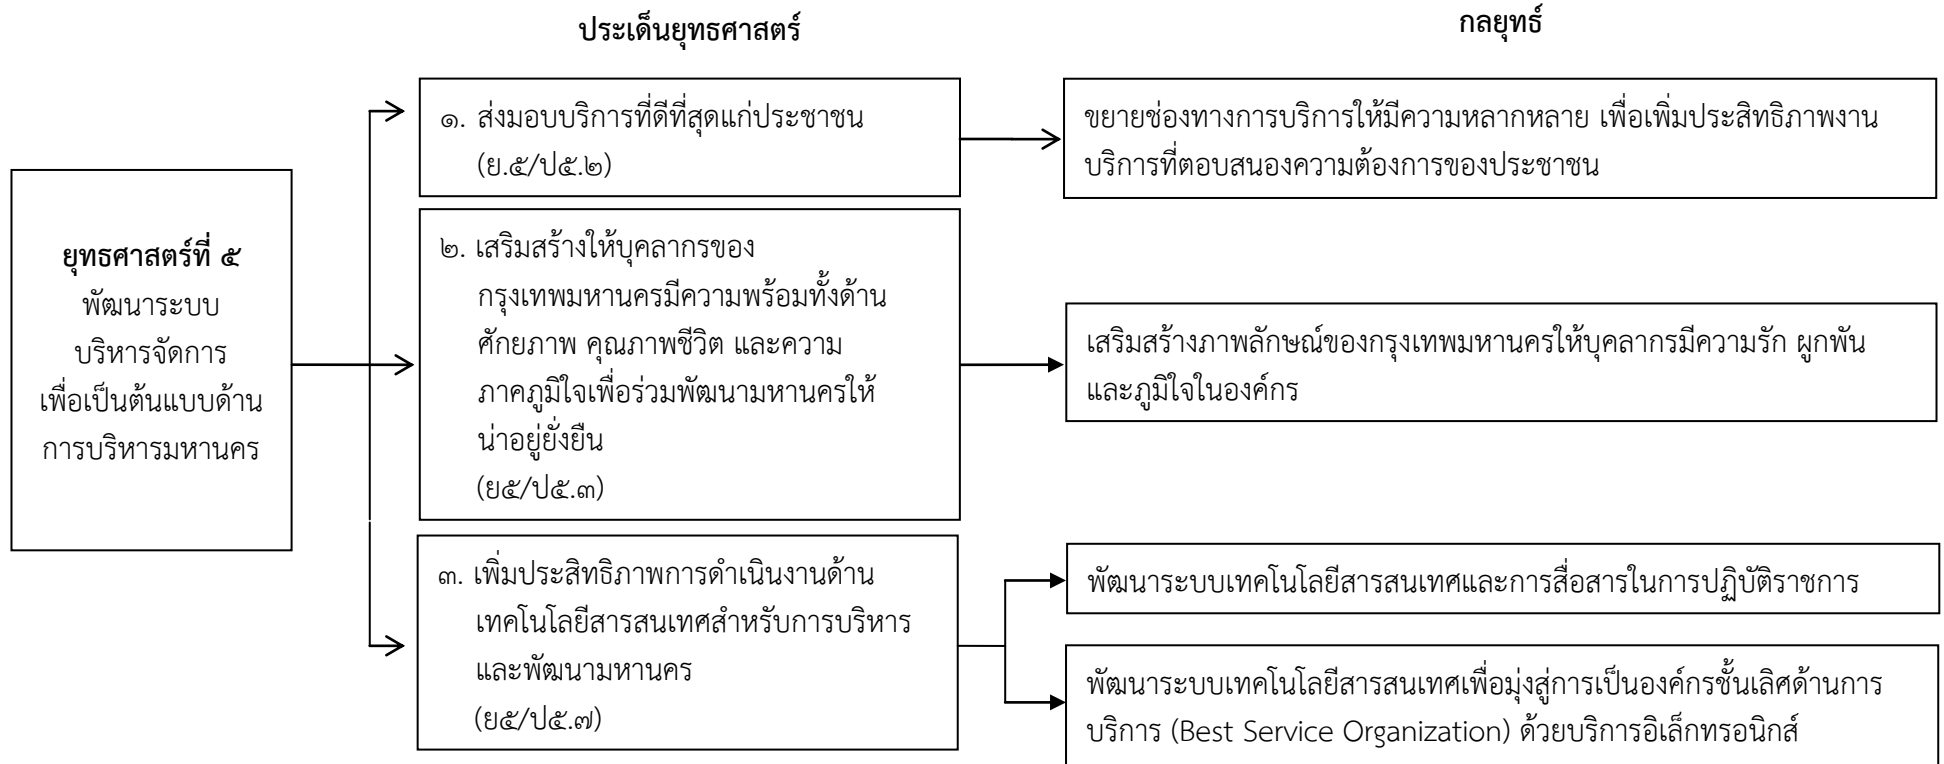 ประเด็นยุทธศาสตร์
กลยุทธ์
ยุทธศาสตร์ที่ ๕
พัฒนาระบบ
บริหารจัดการ
เพื่อเป็นต้นแบบด้าน
การบริหารมหานคร
๑. ส่งมอบบริการที่ดีที่สุดแก่ประชาชน
(ย.๕/ป๕.๒)
ขยายช่องทางการบริการให้มีความหลากหลาย เพื่อเพิ่มประสิทธิภาพงาน
บริการที่ตอบสนองความต้องการของประชาชน
๒. เสริมสร้างให้บุคลากรของ
กรุงเทพมหานครมีความพร้อมทั้งด้าน
ศักยภาพ คุณภาพชีวิต และความ
ภาคภูมิใจเพื่อร่วมพัฒนามหานครให้
น่าอยู่ยั่งยืน
(ย๕/ป๕.๓)
เสริมสร้างภาพลักษณ์ของกรุงเทพมหานครให้บุคลากรมีความรัก ผูกพัน
และภูมิใจในองค์กร
๓. เพิ่มประสิทธิภาพการดำเนินงานด้าน
เทคโนโลยีสารสนเทศสำหรับการบริหาร
และพัฒนามหานคร
(ย๕/ป๕.๗)
พัฒนาระบบเทคโนโลยีสารสนเทศและการสื่อสารในการปฏิบัติราชการ
พัฒนาระบบเทคโนโลยีสารสนเทศเพื่อมุ่งสู่การเป็นองค์กรชั้นเลิศด้านการ
บริการ (Best Service Organization) ด้วยบริการอิเล็กทรอนิกส์